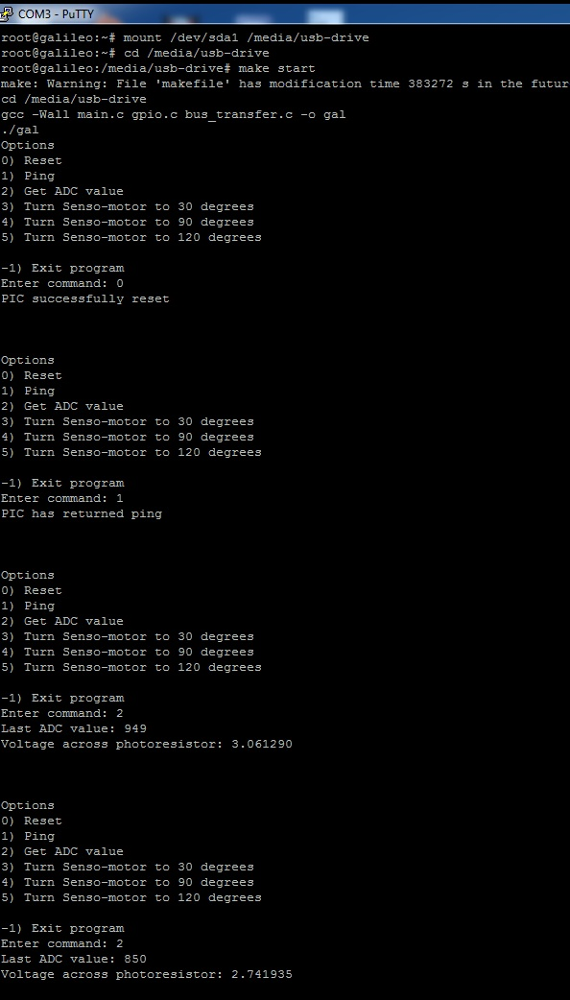 COM3 - PuTTY
root@galileo:~# mount /dev/sda1 /media/usb-drive
root@galileo:~# cd /media/usb-drive
root@galileo:/media/usb-drive# make start
make: Warning: File 'makefile' has modification time 383272 s in the futur
cd /media/usb-drive
gcc -Wall main.c gpio.c bus_transfer.c -o gal
./gal
Options
0) Reset
1) Ping
2) Get ADC value
3) Turn Senso-motor to 30 degrees
4) Turn Senso-motor to 90 degrees
5) Turn Senso-motor to 120 degrees
-1) Exit program
Enter command: 0
PIC successfully reset
Options
0) Reset
1) Ping
2) Get ADC value
3) Turn Senso-motor to 30 degrees
4) Turn Senso-motor to 90 degrees
5) Turn Senso-motor to 120 degrees
-1) Exit program
Enter command: 1
PIC has returned ping
Options
0) Reset
1) Ping
2) Get ADC value
3) Turn Senso-motor to 30 degrees
4) Turn Senso-motor to 90 degrees
5) Turn Senso-motor to 120 degrees
-1) Exit program
Enter command: 2
Last ADC value: 949
Voltage across photoresistor: 3.061290
Options
0) Reset
1) Ping
2) Get ADC value
3) Turn Senso-motor to 30 degrees
4) Turn Senso-motor to 90 degrees
5) Turn Senso-motor to 120 degrees
-1) Exit program
Enter command: 2
Last ADC value: 850
Voltage across photoresistor: 2.741935